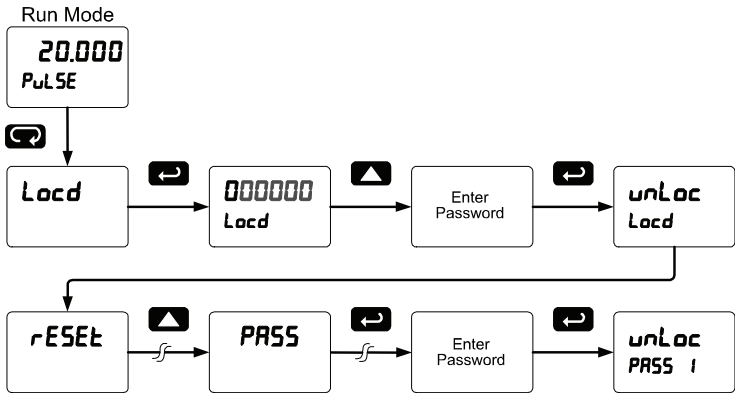 Run Mode
20.000
PuLSE
Locd
000000
Locd
Enter
Password
unLoc
Locd
rESEt
PASS
Enter
Password
unLoc
PASS 1